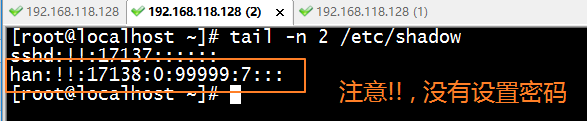 192.168.118.128
192.168.118.128 (2)
192.168.118.128 (1)
[root@localhost ~]# tail -n 2 /etc/shadow
sshd:!!:17137::::::
han:!!:17138:0:99999:7:::
[root@localhost ~]#
注意!! , 没有设置密码